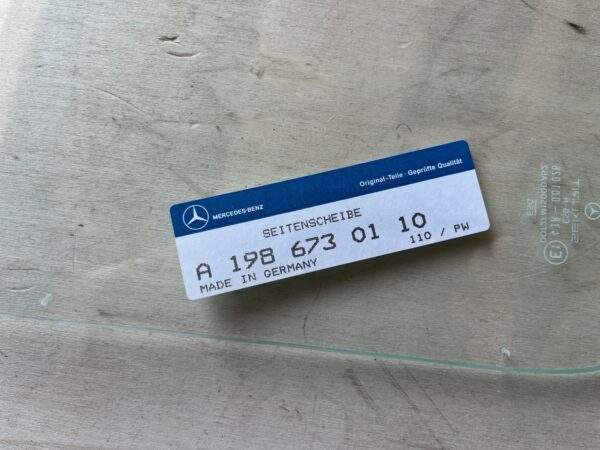 MERCEDES-BENZ
Original-Teile · Geprüfte Qualität
SEITENSCHEIBE
A 198 673 01 10
110 / PW
MADE IN GERMANY